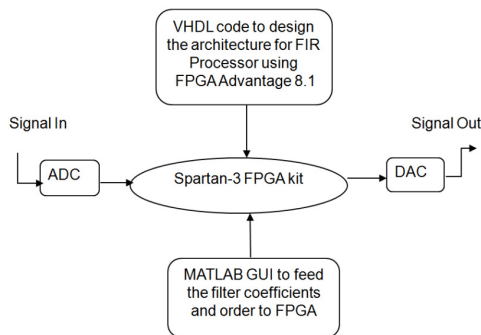 VHDL code to design
the architecture for FIR
Processor using
FPGA Advantage 8.1
Signal In
Signal Out
ADC
Spartan-3 FPGA kit
DAC
MATLAB GUI to feed
the filter coefficients
and order to FPGA